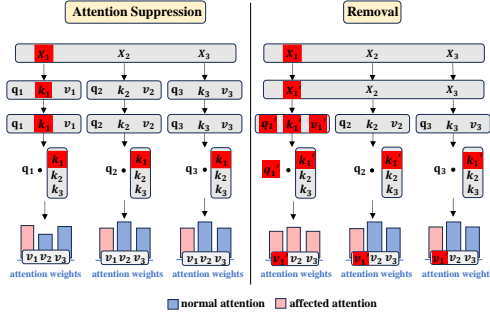 Attention Suppression
Removal
X₁ X₂ X₃
q₁ k₁ v₁ q₂ k₂ v₂ q₃ k₃ v₃
q₁ k₁ v₁ q₂ k₂ v₂ q₃ k₃ v₃
q₁ • k₁ k₂ k₃
q₂ • k₁ k₂ k₃
q₃ • k₁ k₂ k₃
v₁ v₂ v₃ v₁ v₂ v₃ v₁ v₂ v₃
attention weights attention weights attention weights
X₁ X₂ X₃
X₁′ X₂ X₃
q₁′ k₁′ v₁′ q₂ k₂ v₂ q₃ k₃ v₃
q₁′ • k₁′ k₂ k₃
q₂ • k₁′ k₂ k₃
q₃ • k₁′ k₂ k₃
v₁ v₂ v₃ v₁ v₂ v₃ v₁ v₂ v₃
attention weights attention weights attention weights
normal attention affected attention